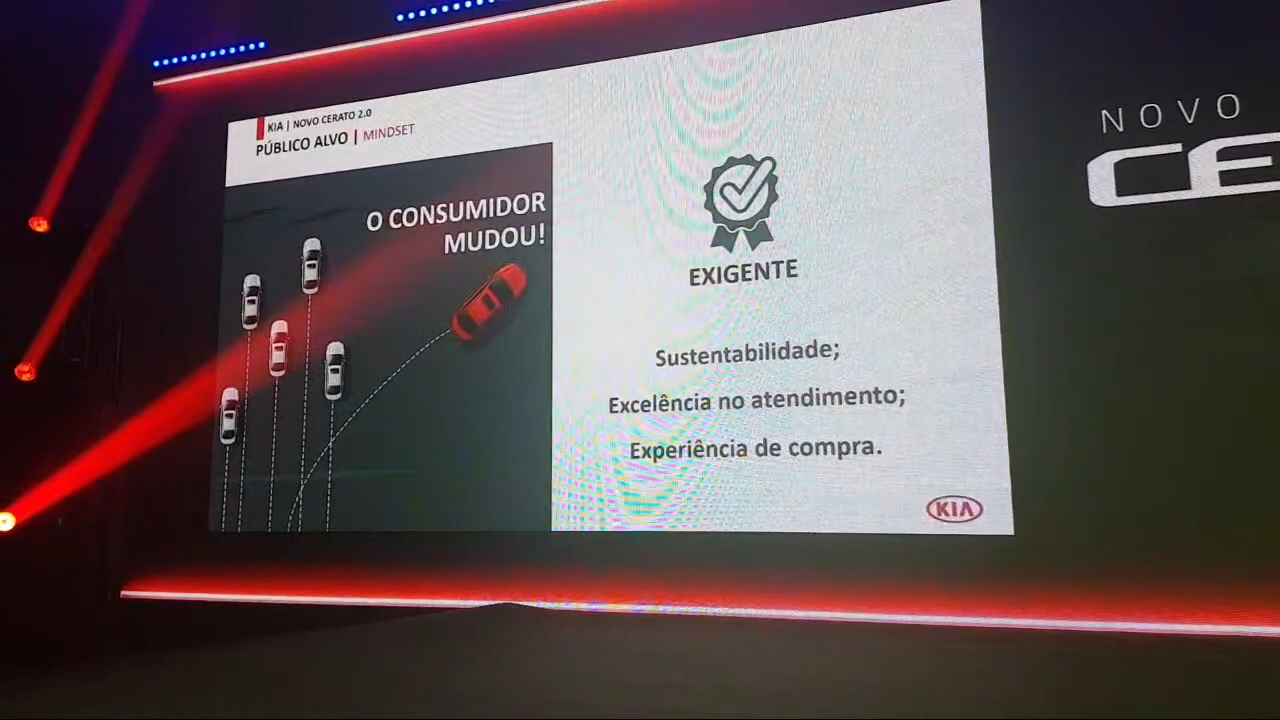 KIA | NOVO CERATO 2.0
PÚBLICO ALVO | MINDSET
O CONSUMIDOR
MUDOU!
EXIGENTE
Sustentabilidade;
Excelência no atendimento;
Experiência de compra.
KIA
NOVO
CE